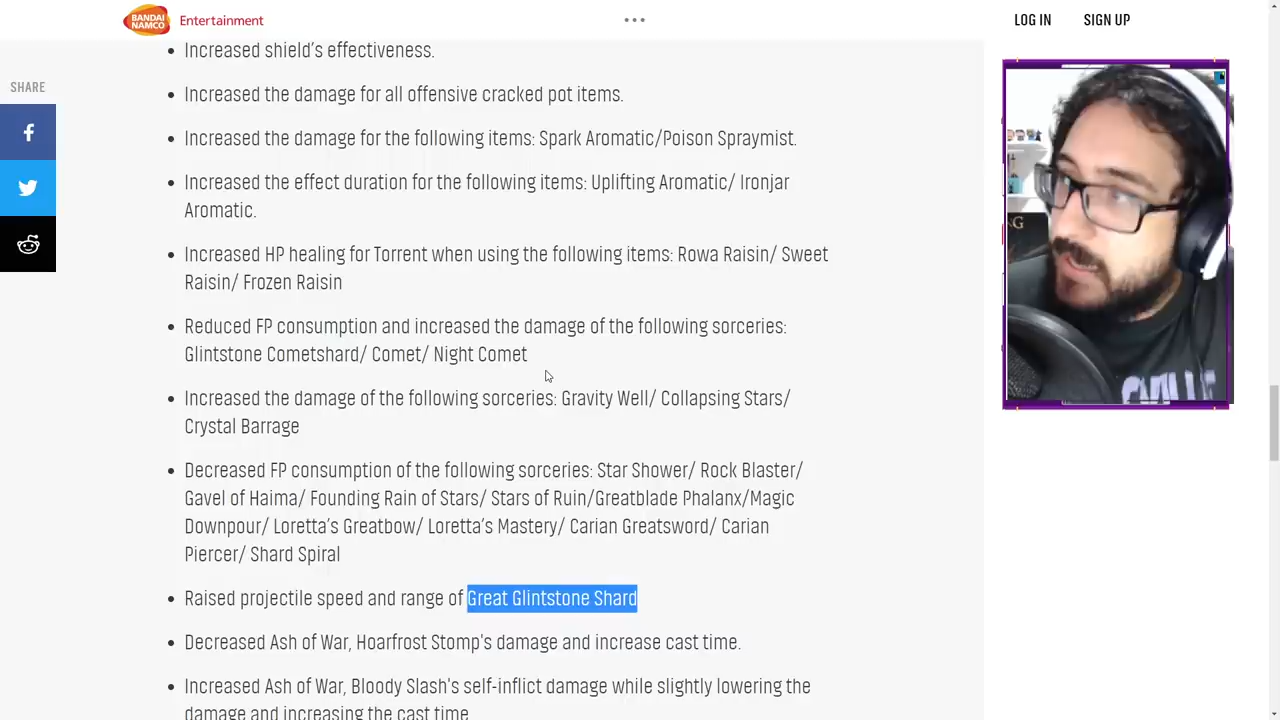 BANDAI
NAMCO
Entertainment
LOG IN
SIGN UP
SHARE
Increased shield's effectiveness.
Increased the damage for all offensive cracked pot items.
Increased the damage for the following items: Spark Aromatic/Poison Spraymist.
Increased the effect duration for the following items: Uplifting Aromatic/ Ironjar
Aromatic.
Increased HP healing for Torrent when using the following items: Rowa Raisin/ Sweet
Raisin/ Frozen Raisin
Reduced FP consumption and increased the damage of the following sorceries:
Glintstone Cometshard/ Comet/ Night Comet
Increased the damage of the following sorceries: Gravity Well/ Collapsing Stars/
Crystal Barrage
Decreased FP consumption of the following sorceries: Star Shower/ Rock Blaster/
Gavel of Haima/ Founding Rain of Stars/ Stars of Ruin/Greatblade Phalanx/Magic
Downpour/ Loretta's Greatbow/ Loretta's Mastery/ Carian Greatsword/ Carian
Piercer/ Shard Spiral
Raised projectile speed and range of Great Glintstone Shard
Decreased Ash of War, Hoarfrost Stomp's damage and increase cast time.
Increased Ash of War, Bloody Slash's self-inflict damage while slightly lowering the
damage and increasing the cast time.